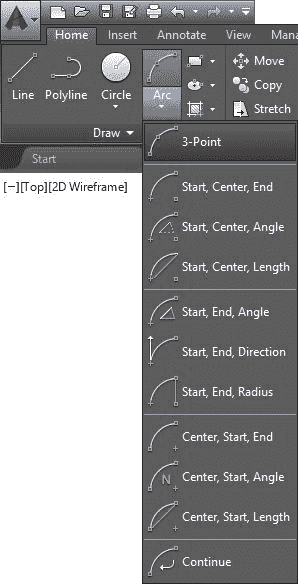 Home Insert Annotate View Mana
Line Polyline Circle Arc Move
Copy
Stretch
Draw
Start
3-Point
[−][Top][2D Wireframe]
Start, Center, End
Start, Center, Angle
Start, Center, Length
Start, End, Angle
Start, End, Direction
Start, End, Radius
Center, Start, End
Center, Start, Angle
Center, Start, Length
Continue